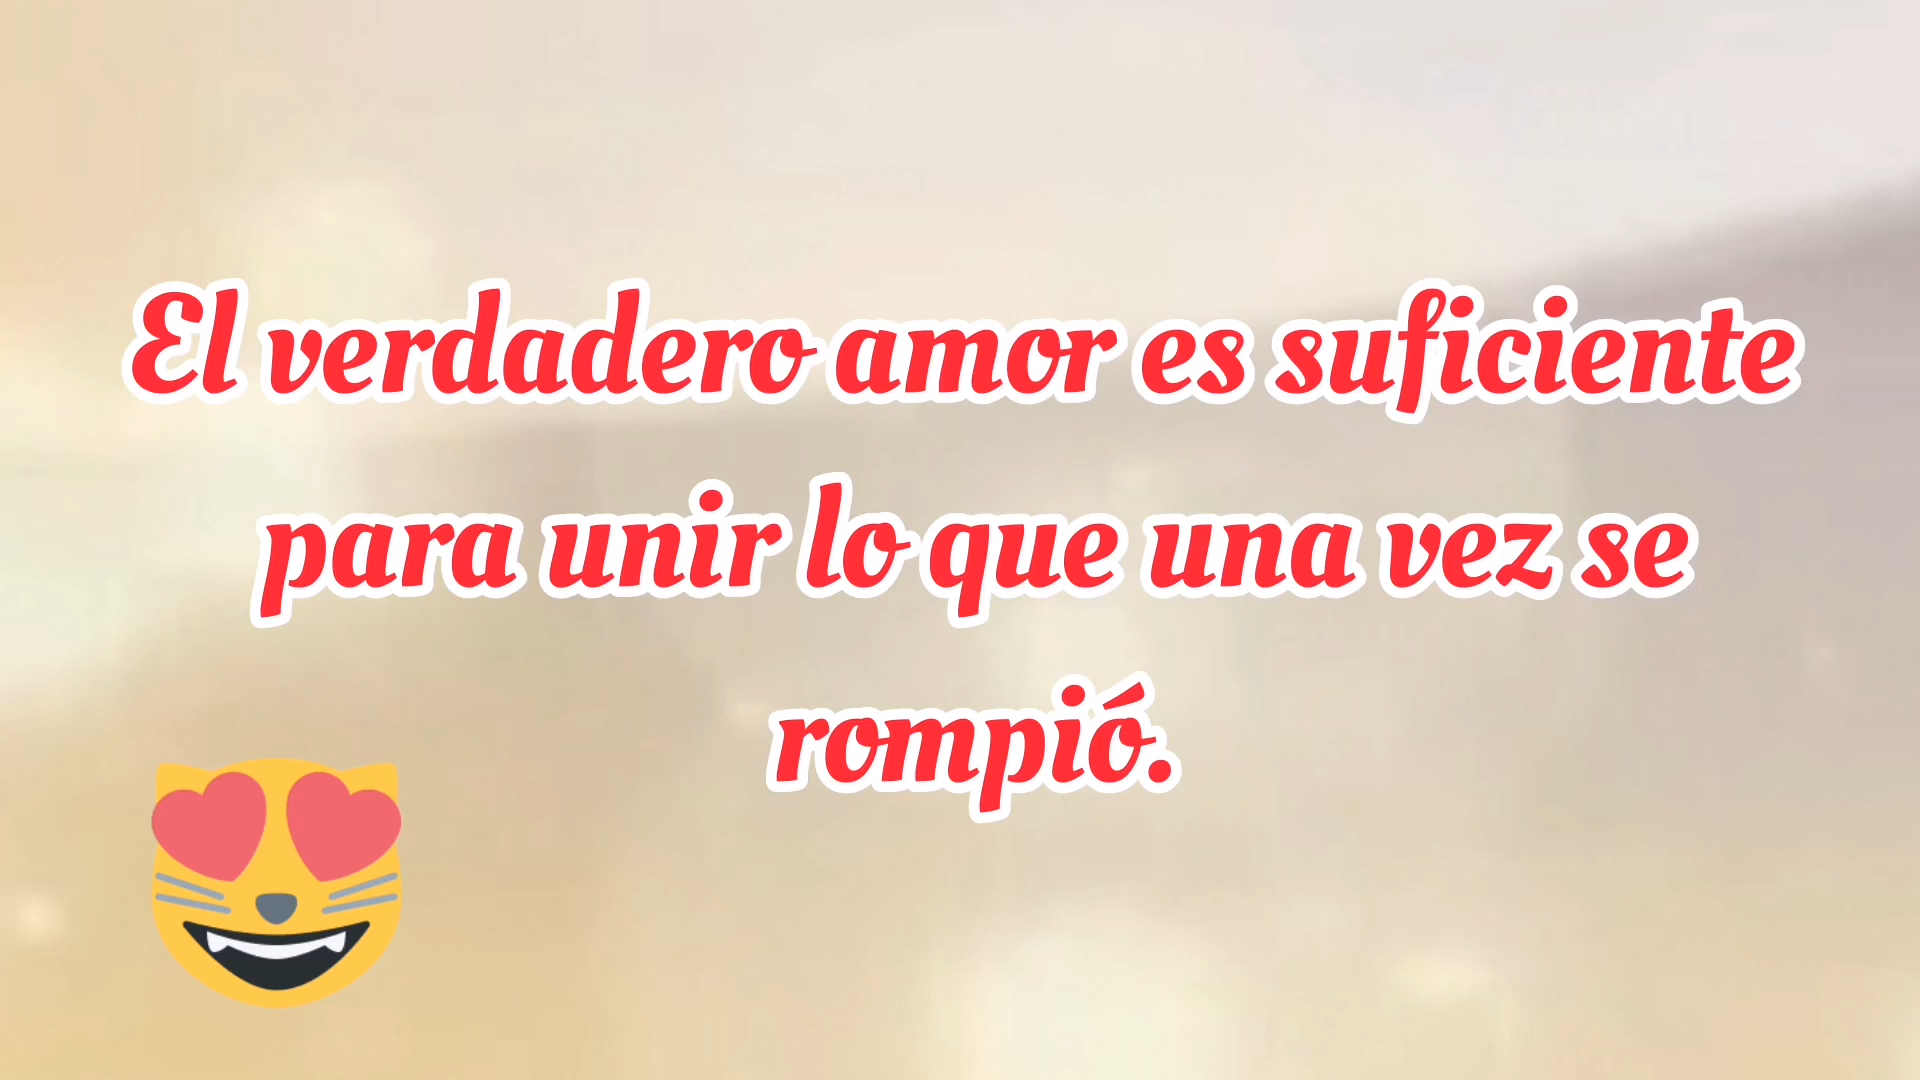 El verdadero amor es suficiente
para unir lo que una vez se
rompió.